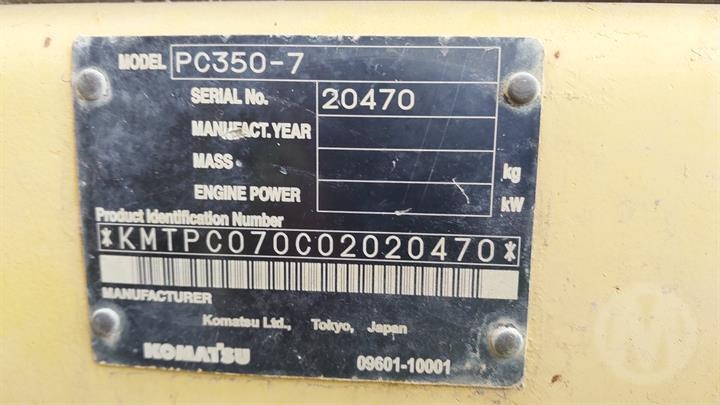 MODEL PC350-7
SERIAL No. 20470
MANUFACT.YEAR
MASS kg
ENGINE POWER kW
Product Identification Number
*KMTPC070C02020470*
MANUFACTURER
Komatsu Ltd., Tokyo, Japan
KOMATSU 09601-10001